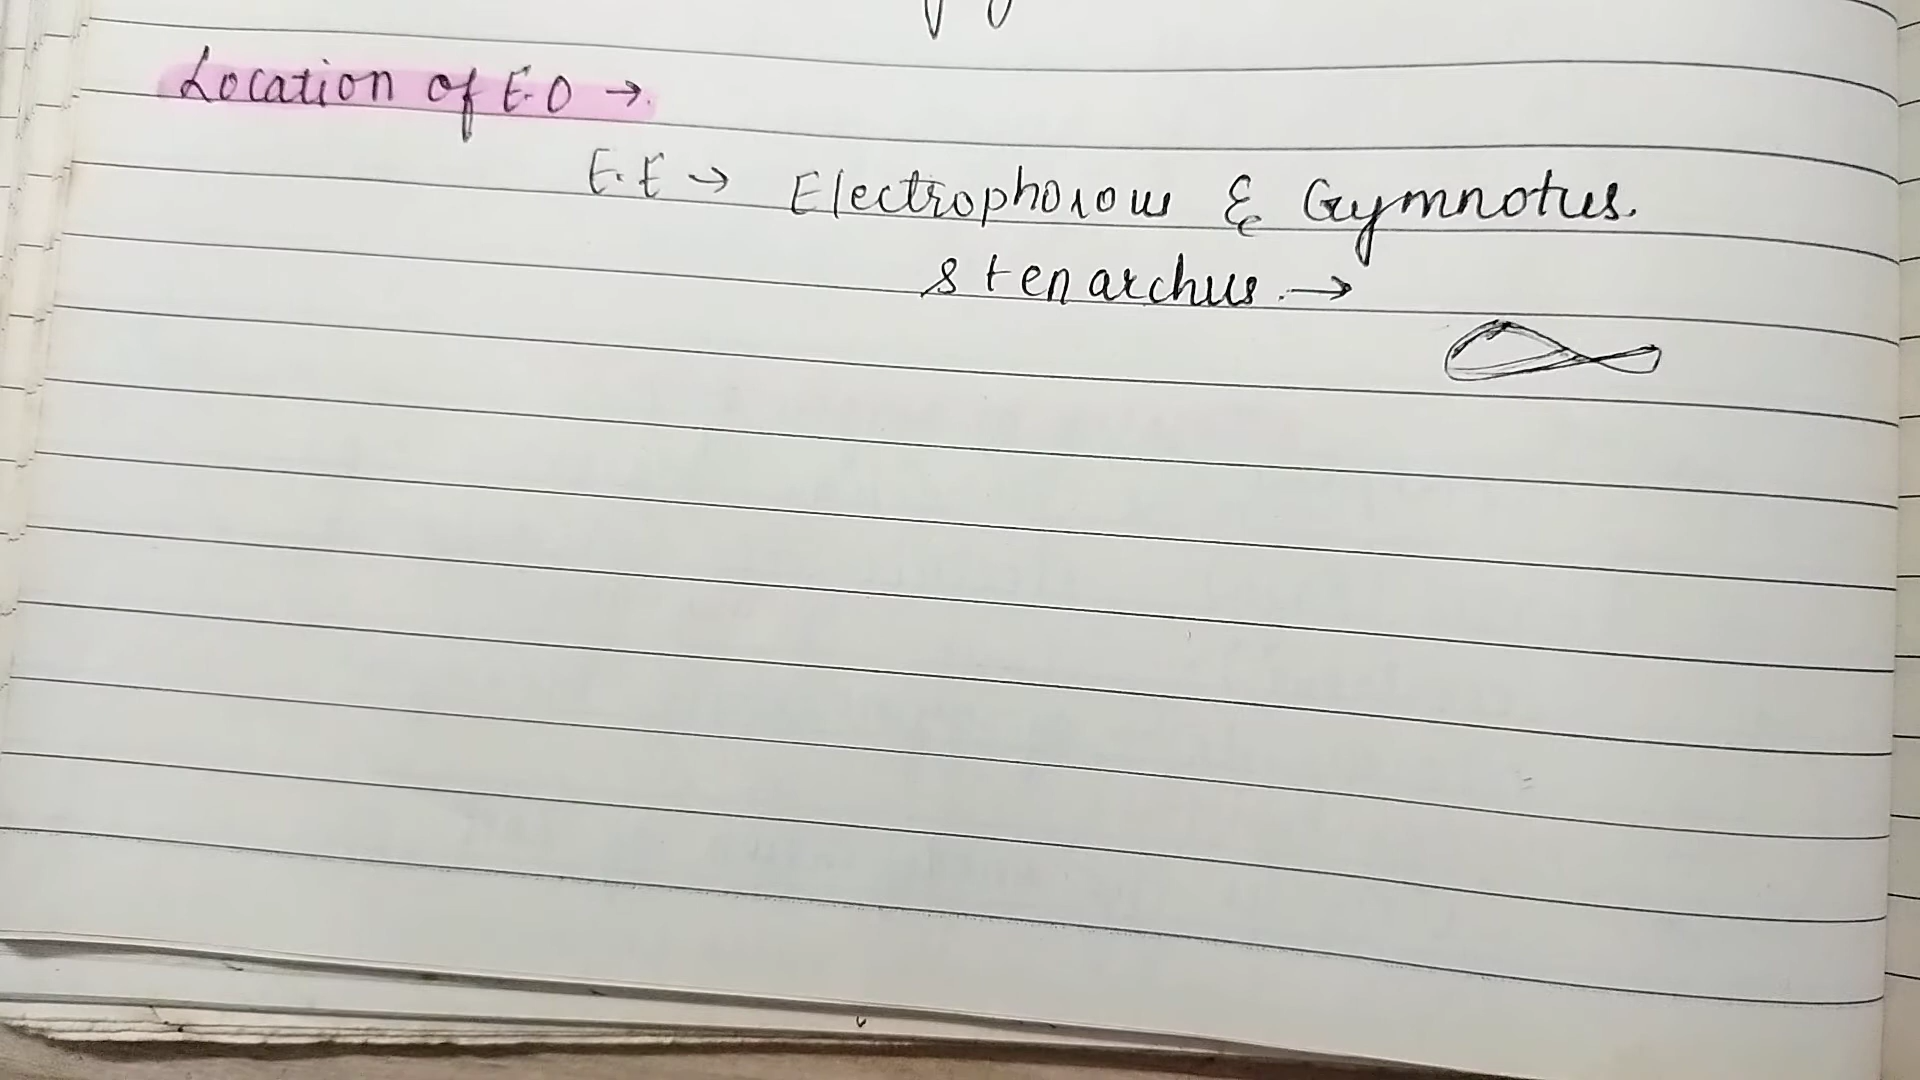 Location of E.O →.
E.E → Electrophorous & Gymnotus.
stenarchus. →